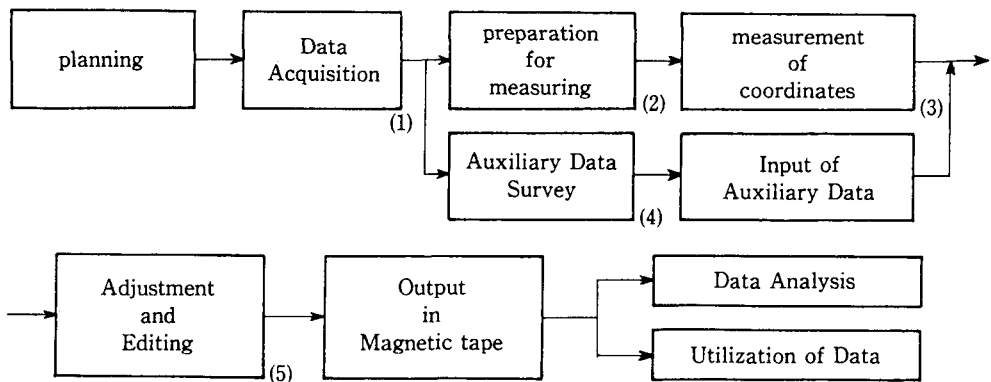 planning
Data
Acquisition
(1)
preparation
for
measuring
(2)
measurement
of
coordinates
(3)
Auxiliary Data
Survey
(4)
Input of
Auxiliary Data
Adjustment
and
Editing
(5)
Output
in
Magnetic tape
Data Analysis
Utilization of Data